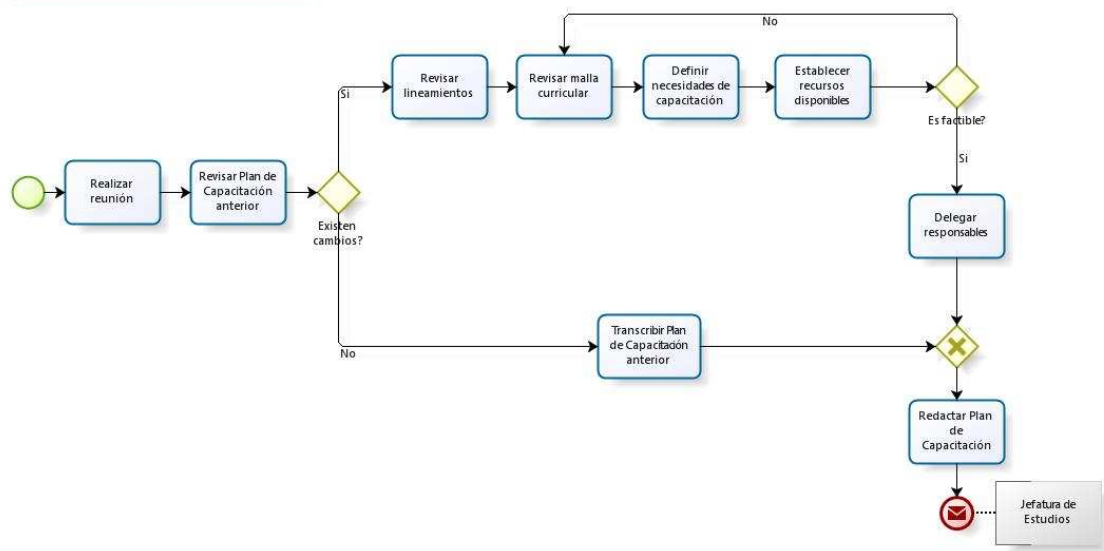 No
Revisar
lineamientos
Revisar malla
curricular
Definir
necesidades de
capacitación
Establecer
recursos
disponibles
Si
Es factible?
Si
Realizar
reunión
Revisar Plan de
Capacitación
anterior
Existen
cambios?
Delegar
responsables
No
Transcribir Plan
de Capacitación
anterior
Redactar Plan
de
Capacitación
Jefatura de
Estudios